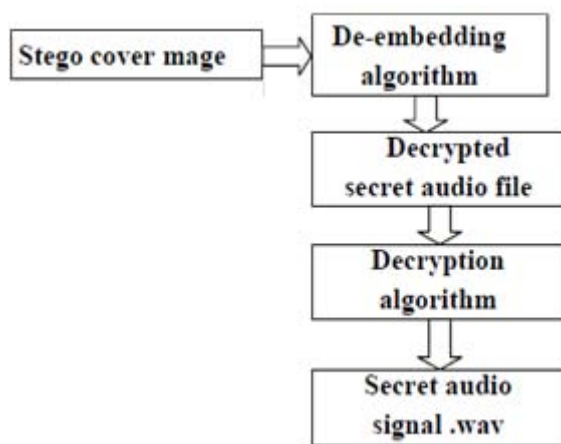 Stego cover mage
De-embedding
algorithm
Decrypted
secret audio file
Decryption
algorithm
Secret audio
signal .wav